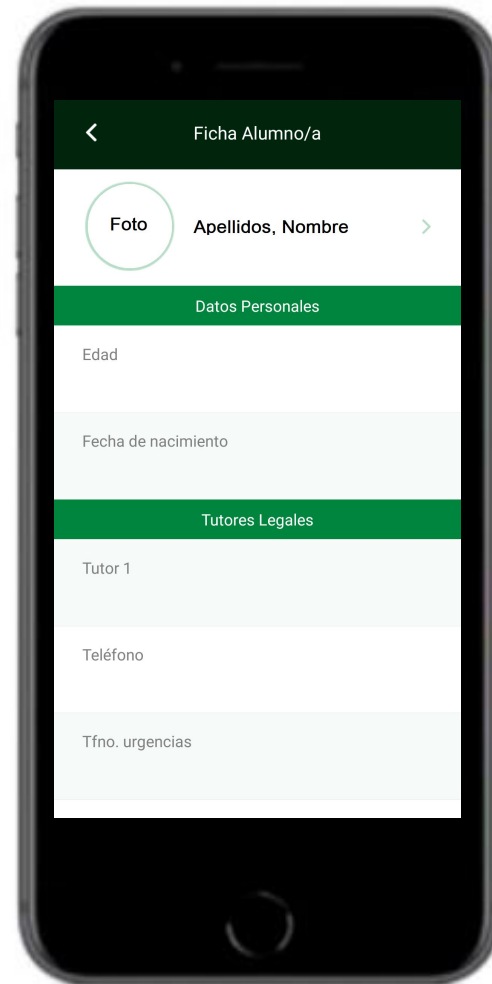 Ficha Alumno/a
Foto
Apellidos, Nombre
Datos Personales
Edad
Fecha de nacimiento
Tutores Legales
Tutor 1
Teléfono
Tfno. urgencias